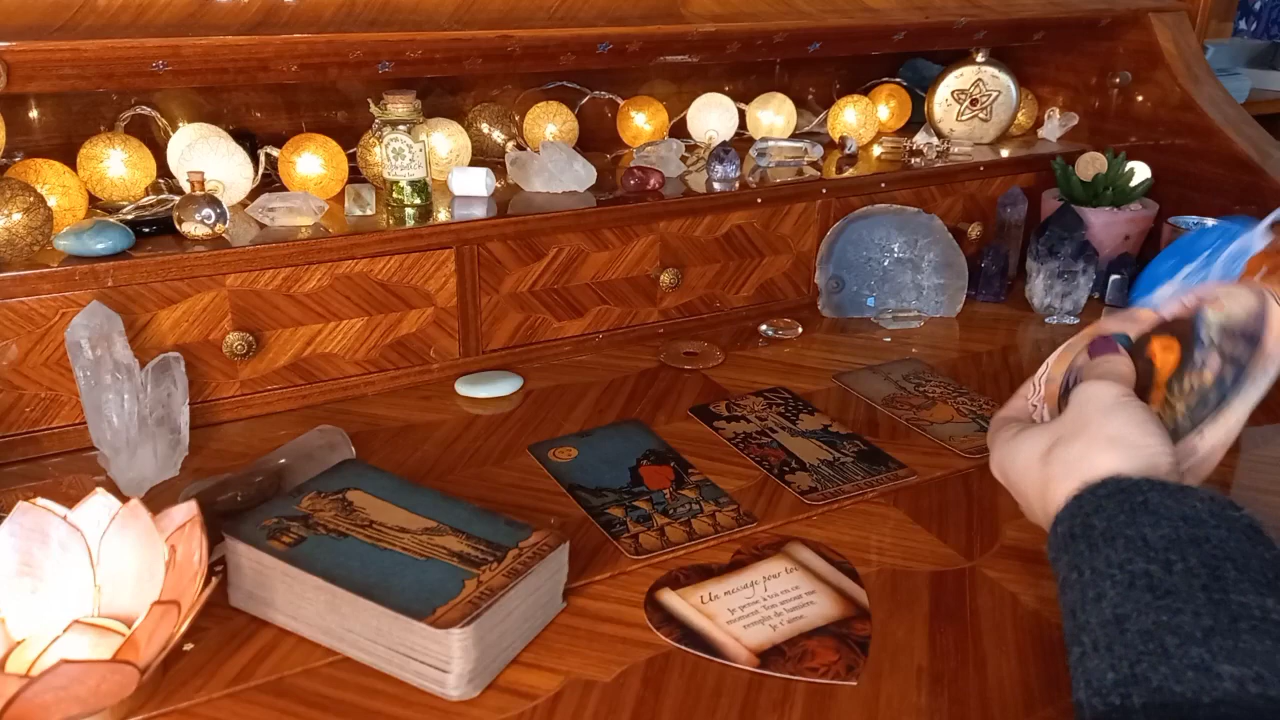 THE HERMIT
Un message pour toi
Je pense à toi en ce
moment. Ton amour me
remplit de lumière.
Je t'aime.